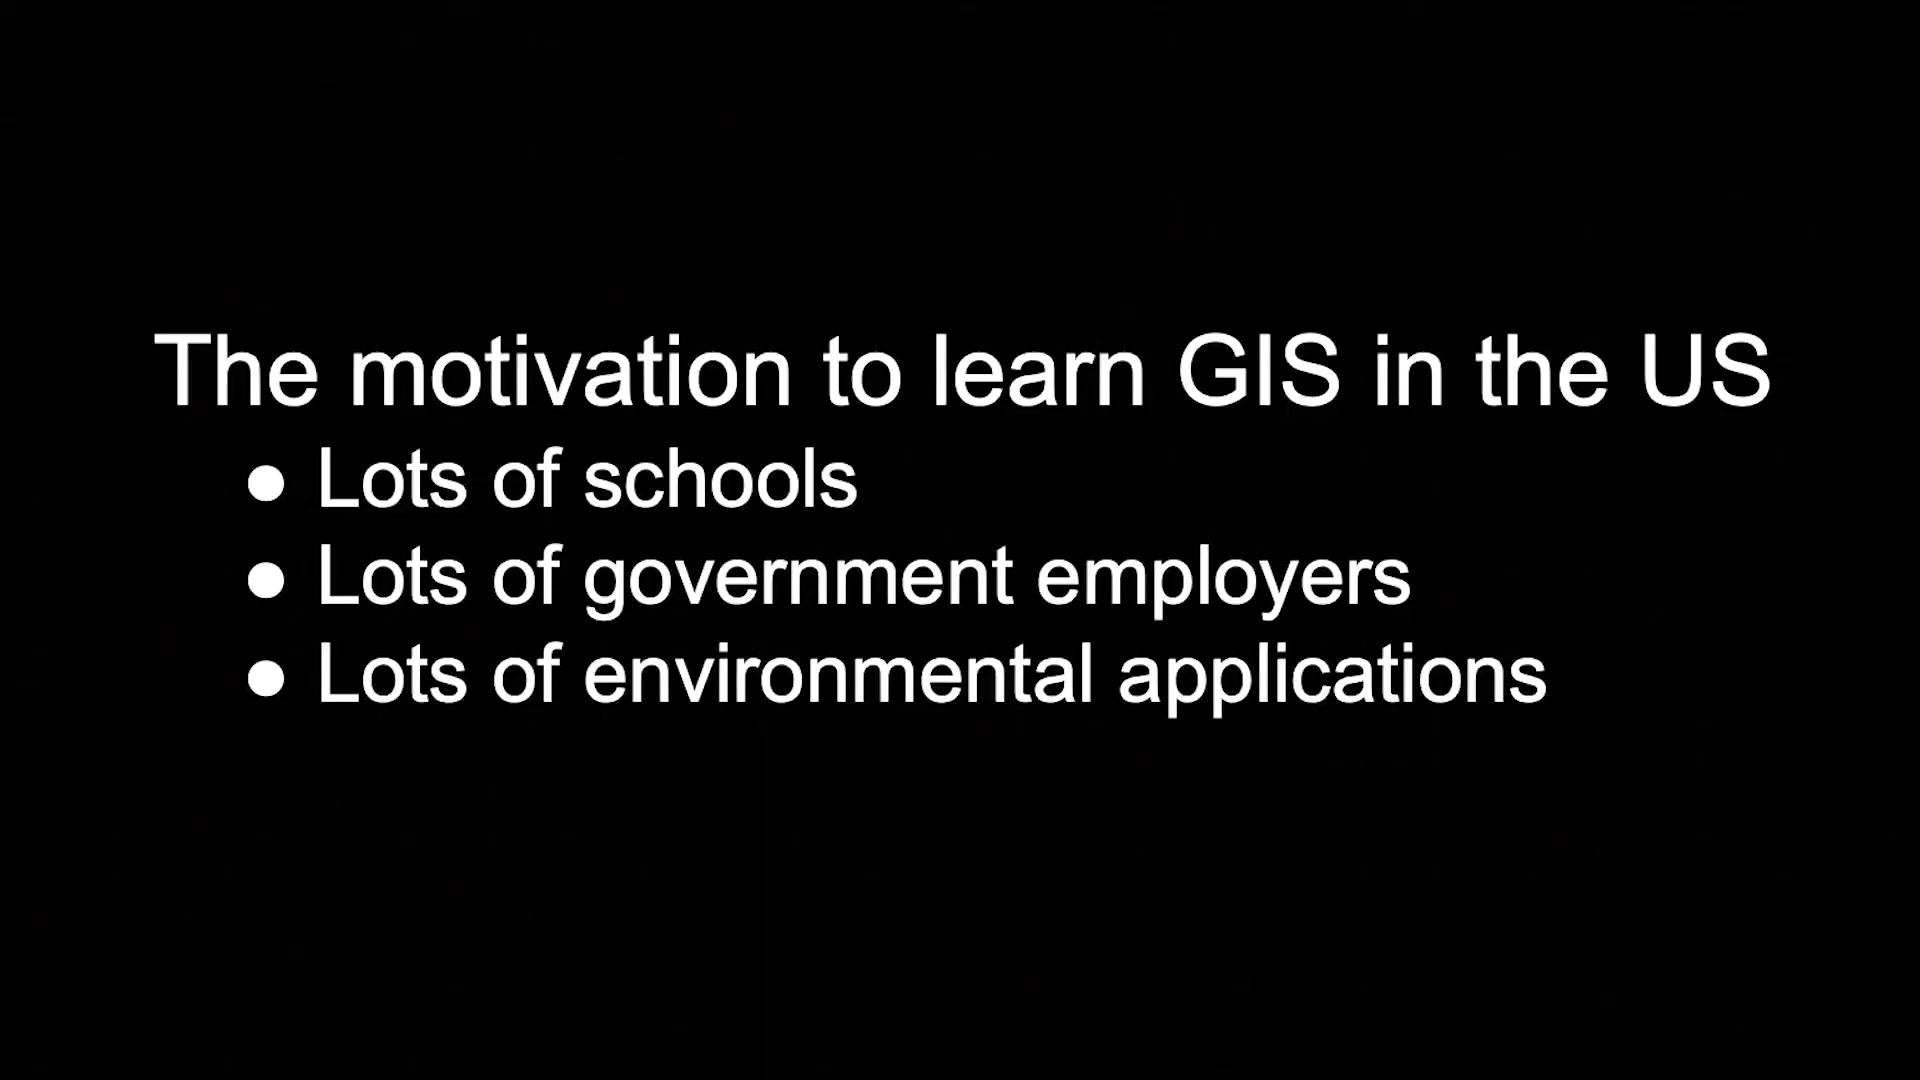 The motivation to learn GIS in the US
● Lots of schools
● Lots of government employers
● Lots of environmental applications